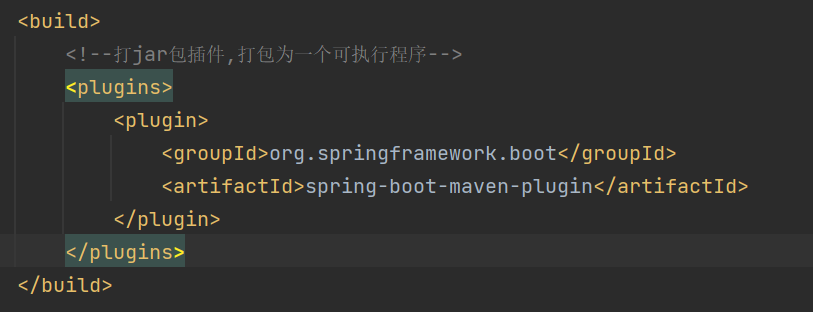 <build>
<!--打jar包插件,打包为一个可执行程序-->
<plugins>
<plugin>
<groupId>org.springframework.boot</groupId>
<artifactId>spring-boot-maven-plugin</artifactId>
</plugin>
</plugins>
</build>